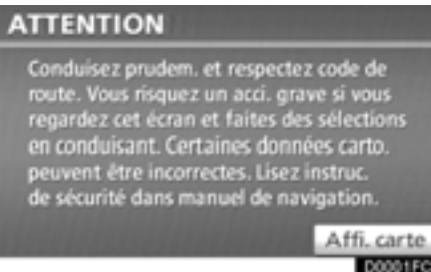 ATTENTION
Conduisez prudem. et respectez code de
route. Vous risquez un acci. grave si vous
regardez cet écran et faites des sélections
en conduisant. Certaines données carto.
peuvent être incorrectes. Lisez instruc.
de sécurité dans manuel de navigation.
Affi. carte
D0001FC